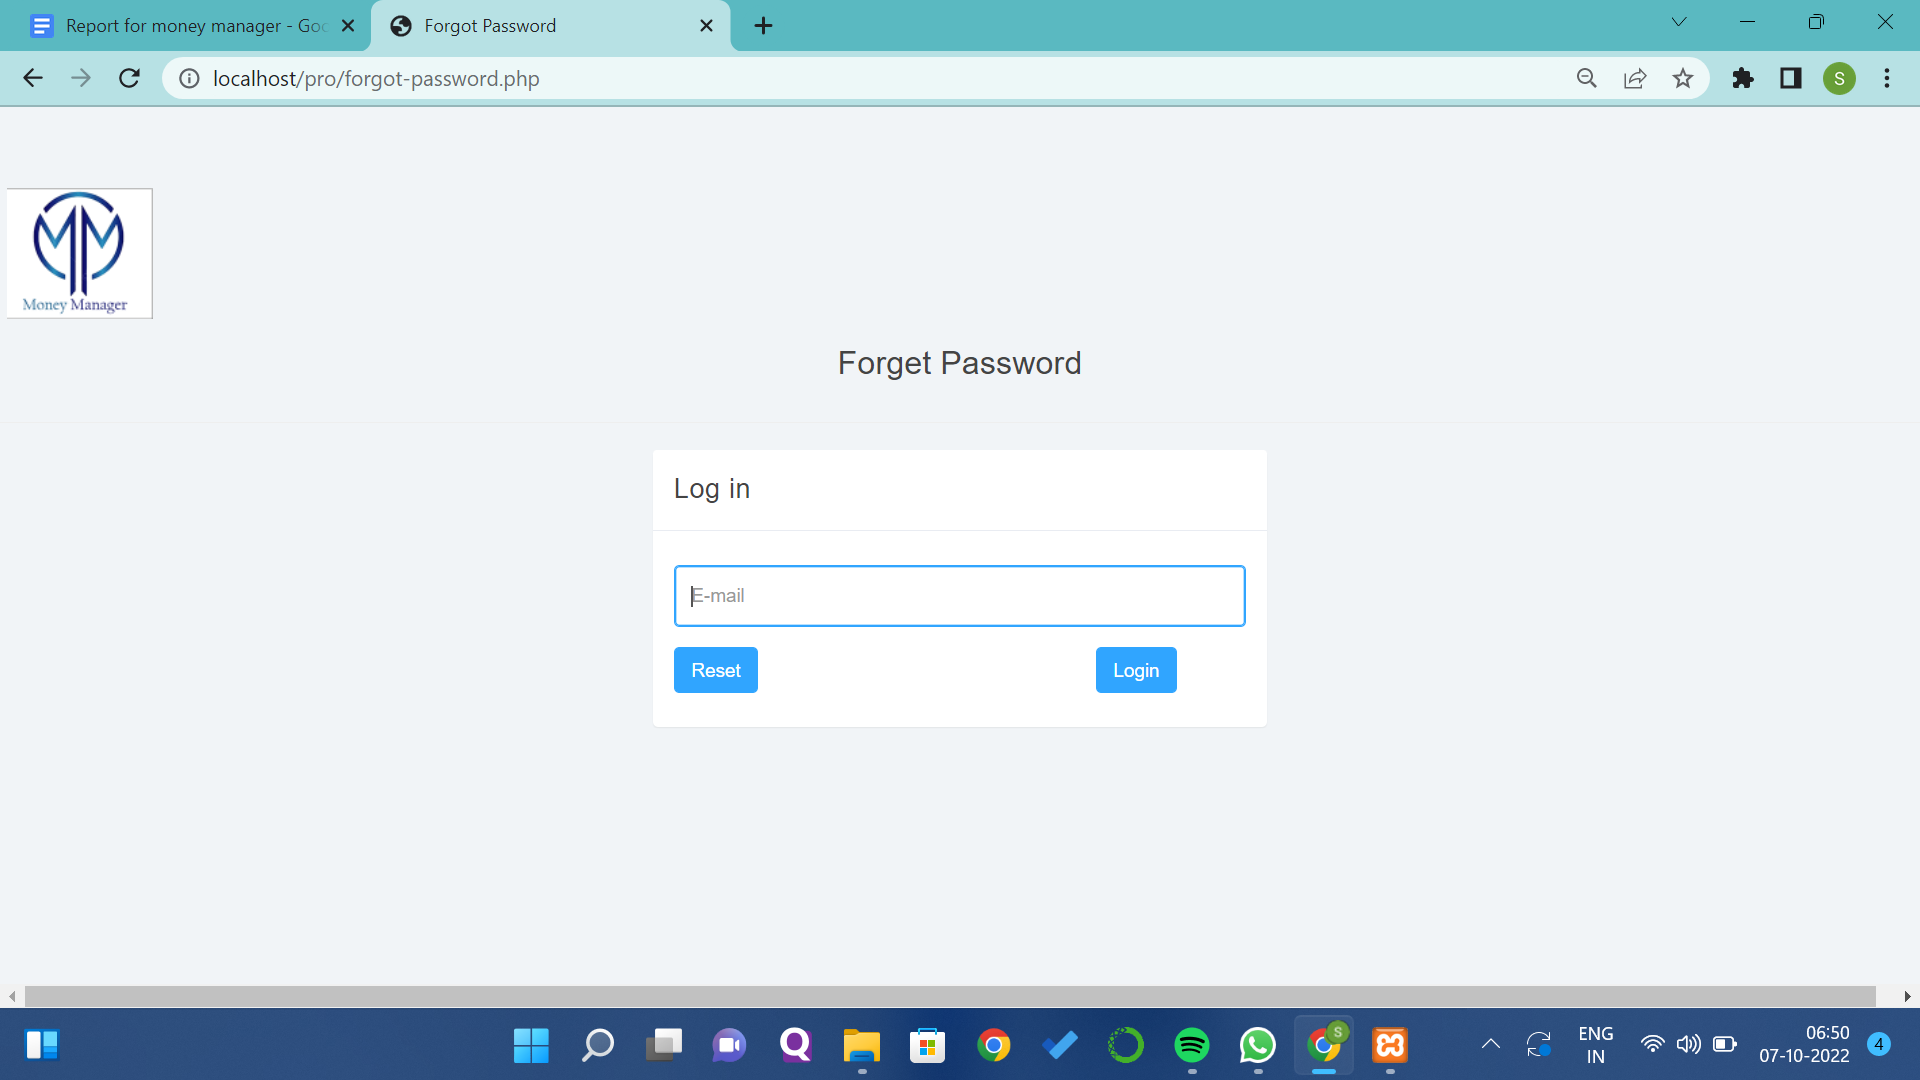 Report for money manager - Goo
Forgot Password
localhost/pro/forgot-password.php
S
Money Manager
Forget Password
Log in
E-mail
Reset
Login
S
ENG
IN
06:50
07-10-2022
4